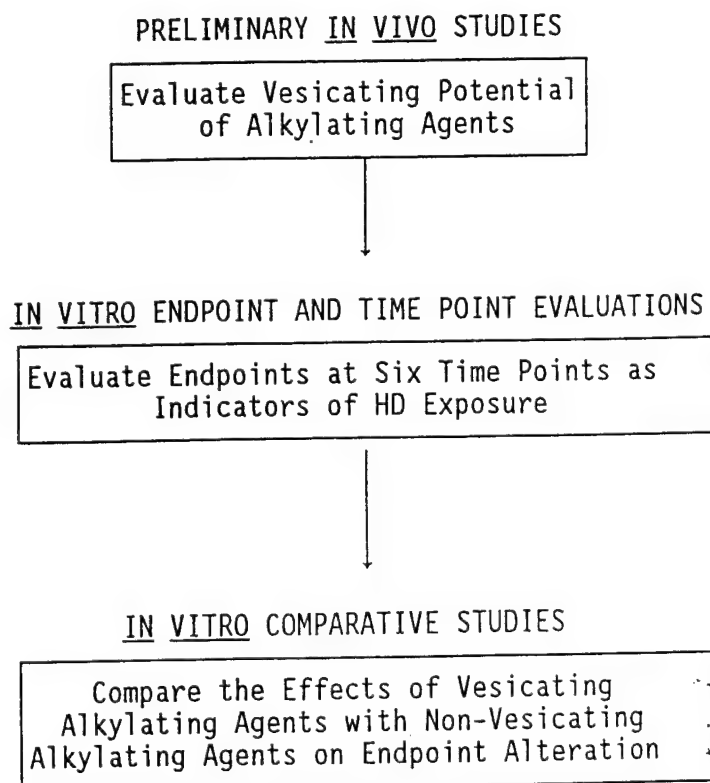 PRELIMINARY IN VIVO STUDIES
Evaluate Vesicating Potential
of Alkylating Agents
IN VITRO ENDPOINT AND TIME POINT EVALUATIONS
Evaluate Endpoints at Six Time Points as
Indicators of HD Exposure
IN VITRO COMPARATIVE STUDIES
Compare the Effects of Vesicating
Alkylating Agents with Non-Vesicating
Alkylating Agents on Endpoint Alteration